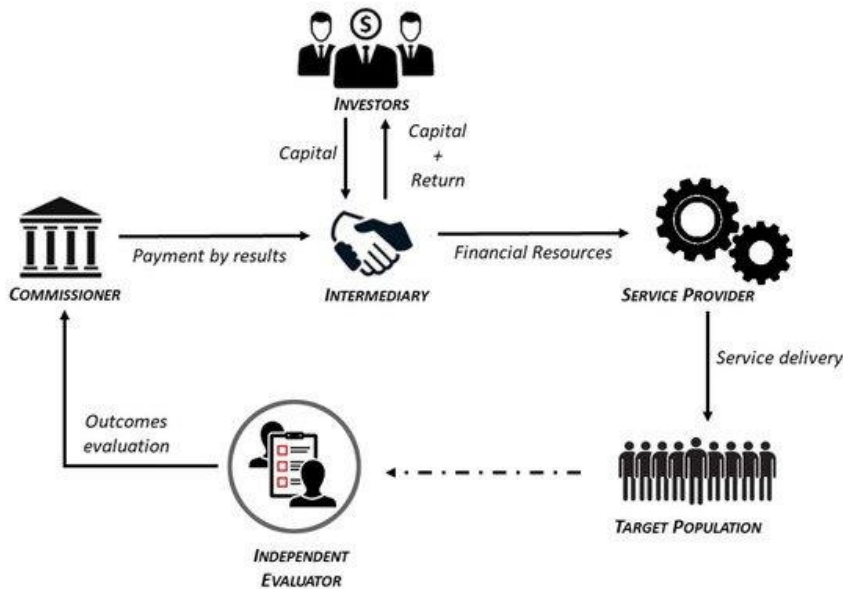 $
INVESTORS
Capital
Capital
+
Return
COMMISSIONER
Payment by results
INTERMEDIARY
Financial Resources
SERVICE PROVIDER
Service delivery
Outcomes
evaluation
INDEPENDENT
EVALUATOR
TARGET POPULATION